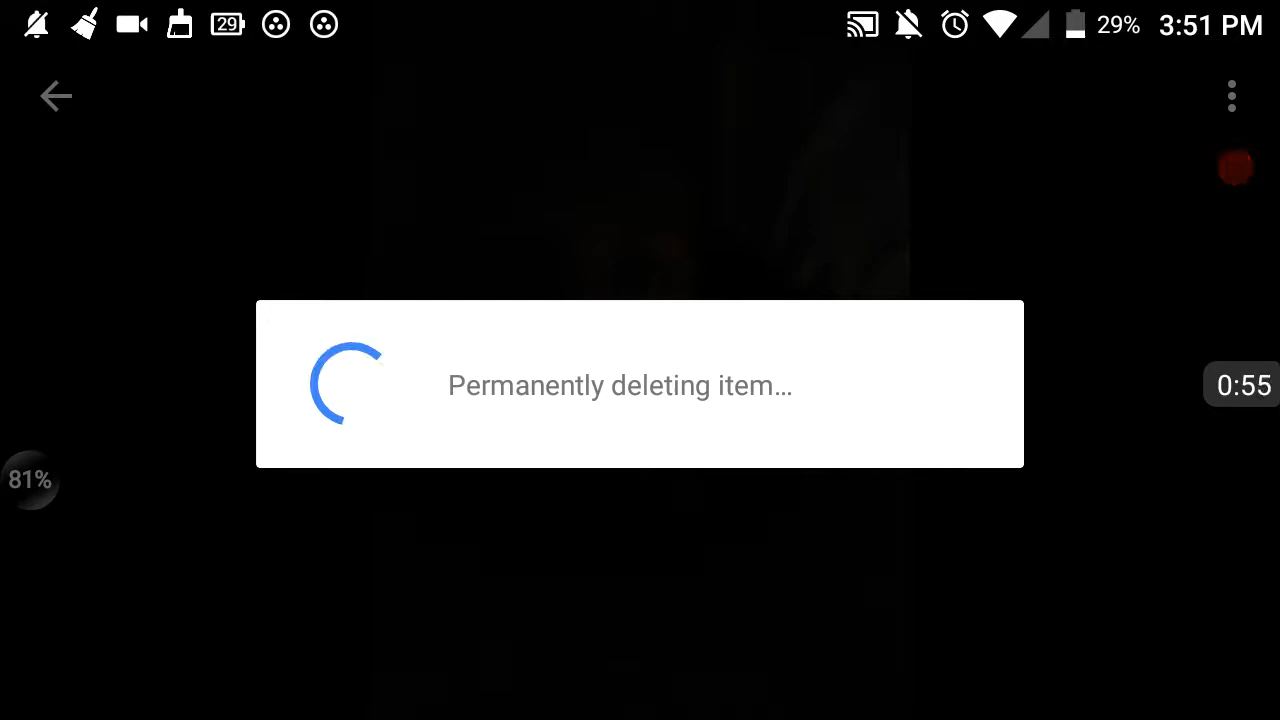 29
29%
3:51 PM
Permanently deleting item...
0:55
81%